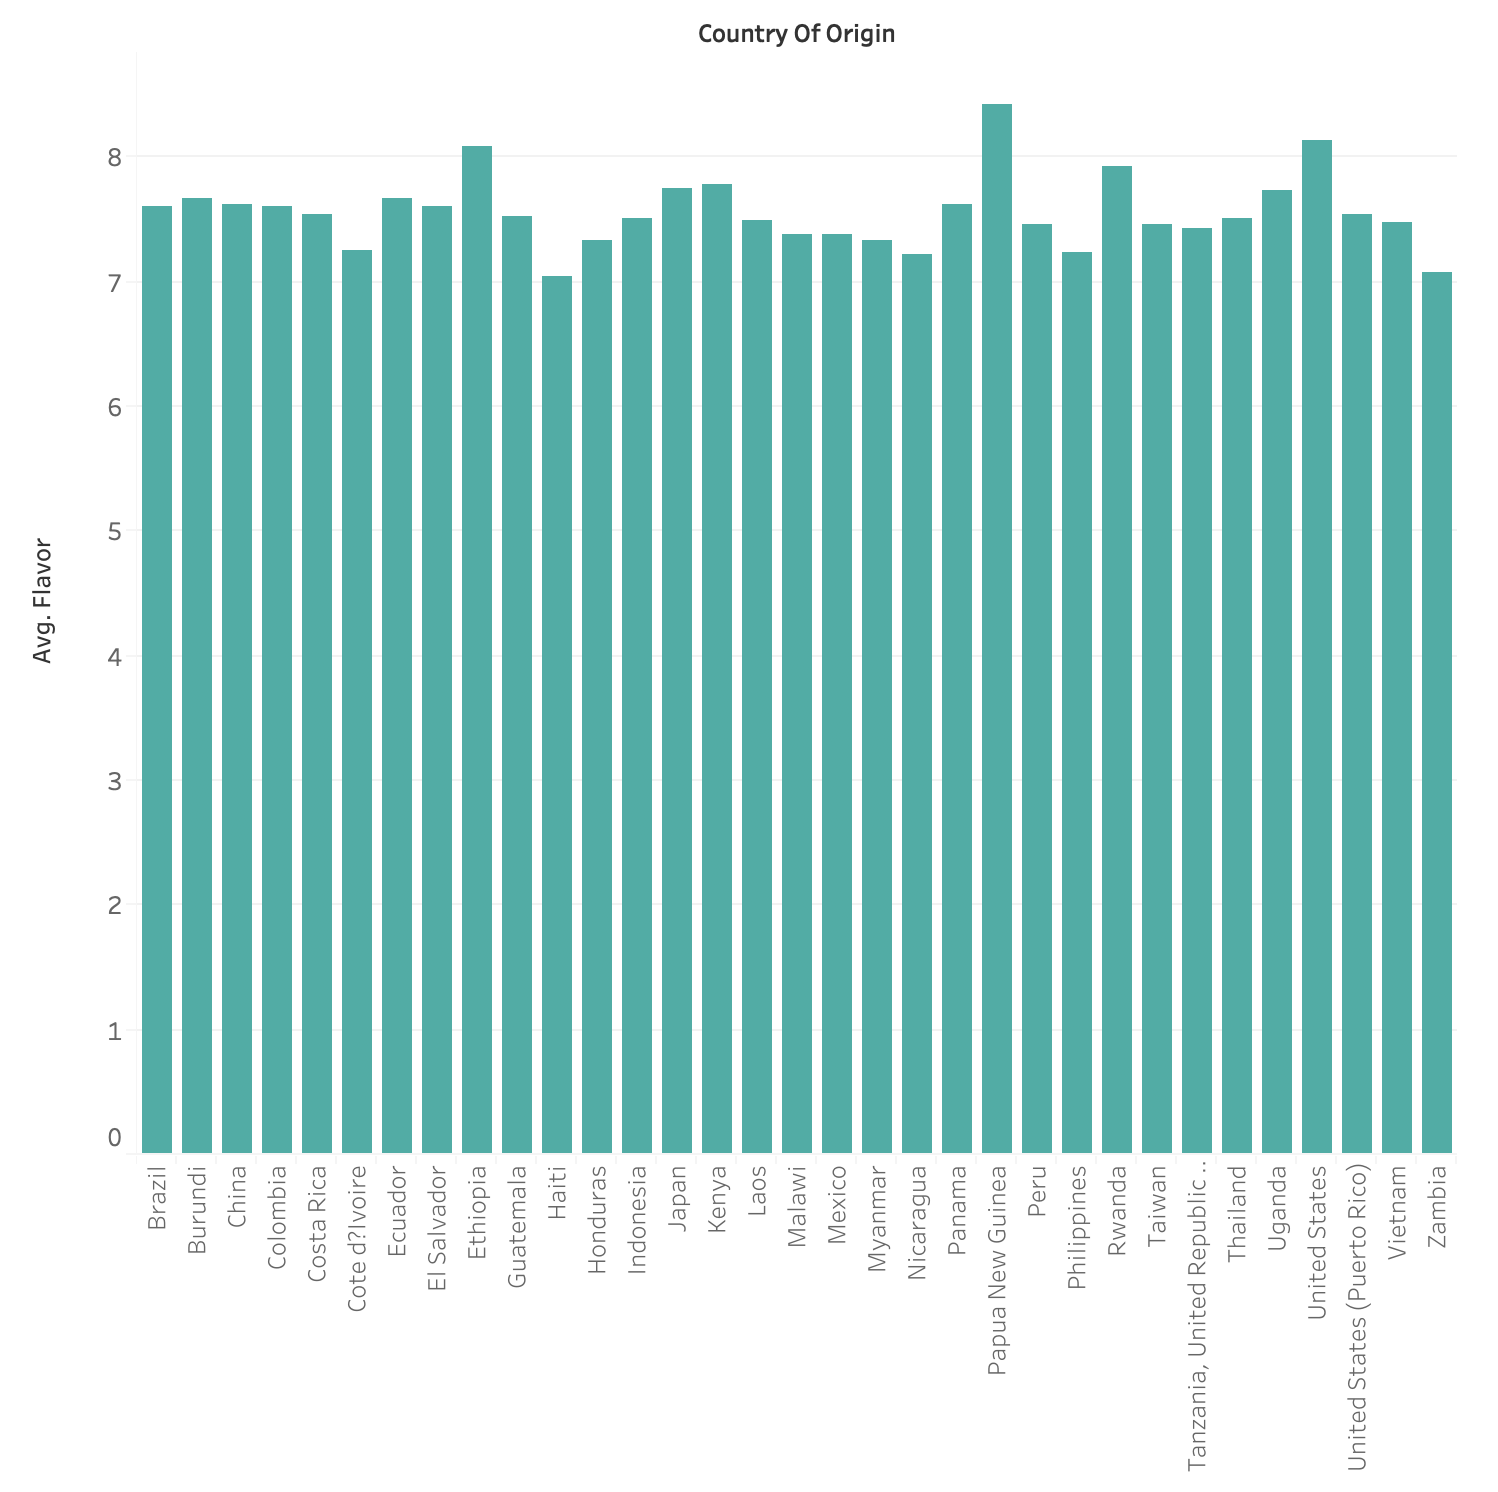 Country Of Origin
Avg. Flavor
8
7
6
5
4
3
2
1
0
Brazil
Burundi
China
Colombia
Costa Rica
Cote d?Ivoire
Ecuador
El Salvador
Ethiopia
Guatemala
Haiti
Honduras
Indonesia
Japan
Kenya
Laos
Malawi
Mexico
Myanmar
Nicaragua
Panama
Papua New Guinea
Peru
Philippines
Rwanda
Taiwan
Tanzania, United Republic..
Thailand
Uganda
United States
United States (Puerto Rico)
Vietnam
Zambia